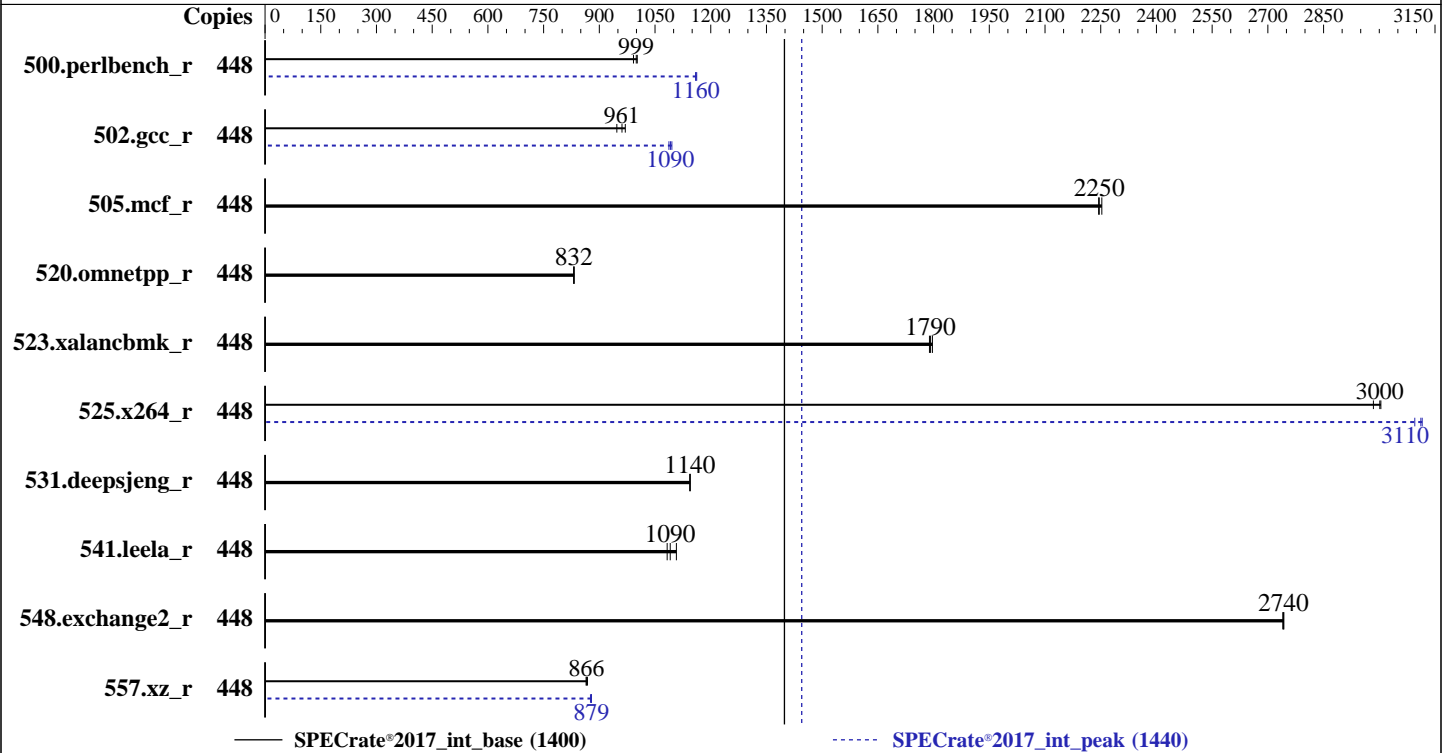 Copies 0 150 300 450 600 750 900 1050 1200 1350 1500 1650 1800 1950 2100 2250 2400 2550 2700 2850 3150
500.perlbench_r 448 999
1160
502.gcc_r 448 961
1090
505.mcf_r 448 2250
520.omnetpp_r 448 832
523.xalancbmk_r 448 1790
525.x264_r 448 3000
3110
531.deepsjeng_r 448 1140
541.leela_r 448 1090
548.exchange2_r 448 2740
557.xz_r 448 866
879
SPECrate®2017_int_base (1400) SPECrate®2017_int_peak (1440)